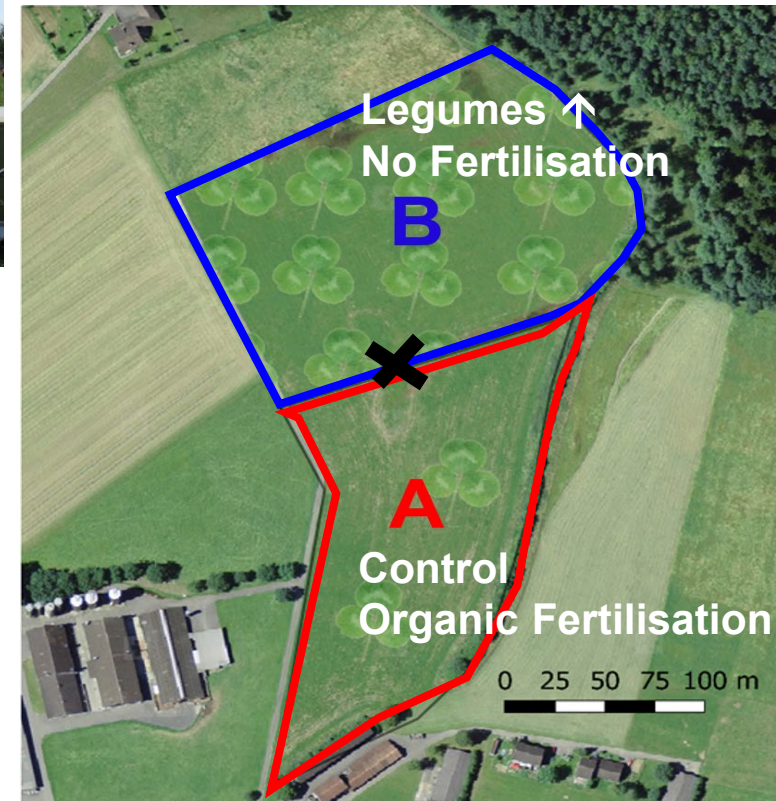 Legumes ↑
No Fertilisation
B
A
Control
Organic Fertilisation
0 25 50 75 100 m